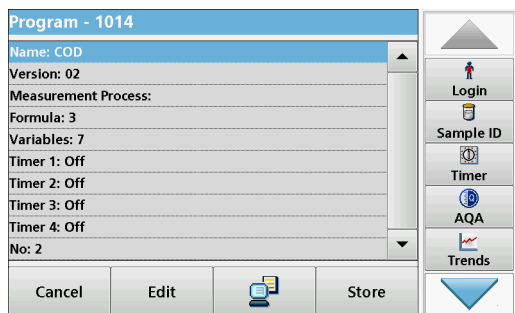 Program - 1014
Name: COD
Version: 02
Measurement Process:
Formula: 3
Variables: 7
Timer 1: Off
Timer 2: Off
Timer 3: Off
Timer 4: Off
No: 2
Cancel
Edit
Store
Login
Sample ID
Timer
AQA
Trends